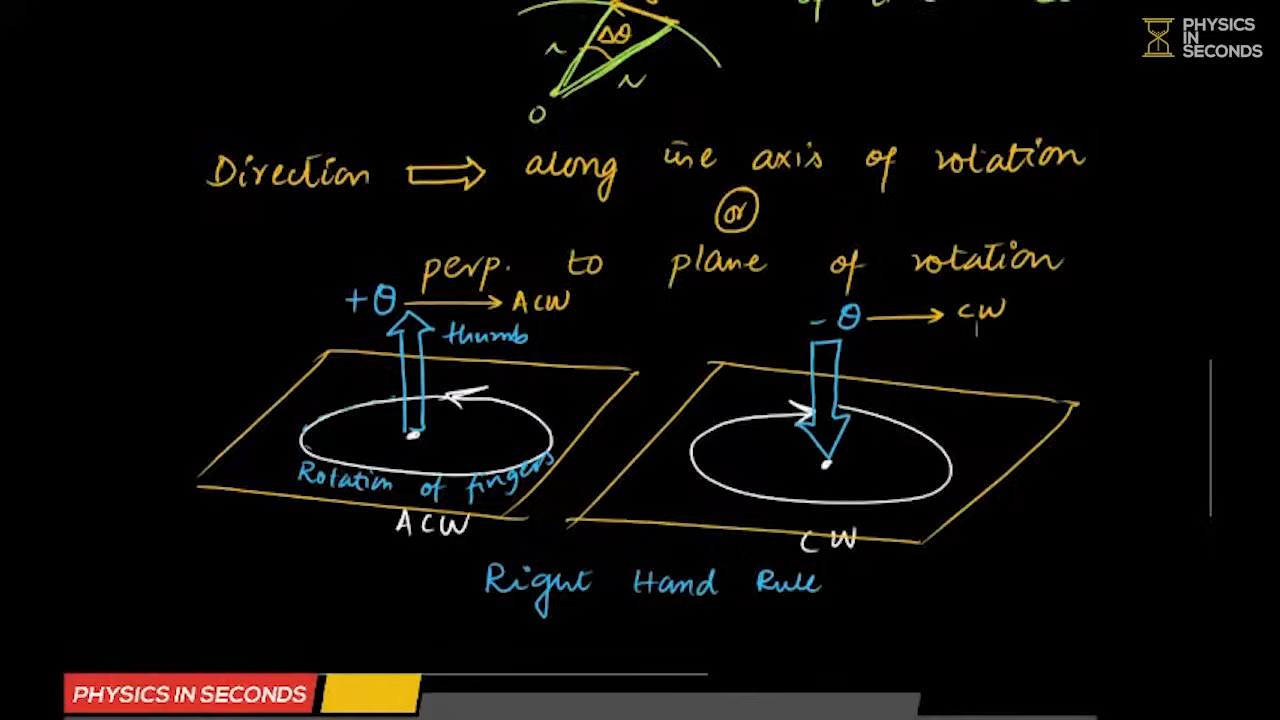 PHYSICS
IN
SECONDS
Δθ
r
r
O
Direction ⇒ along the axis of rotation
or
perp. to plane of rotation
+θ → ACW
- θ → CW
thumb
Rotation of fingers
ACW
CW
Right Hand Rule
PHYSICS IN SECONDS